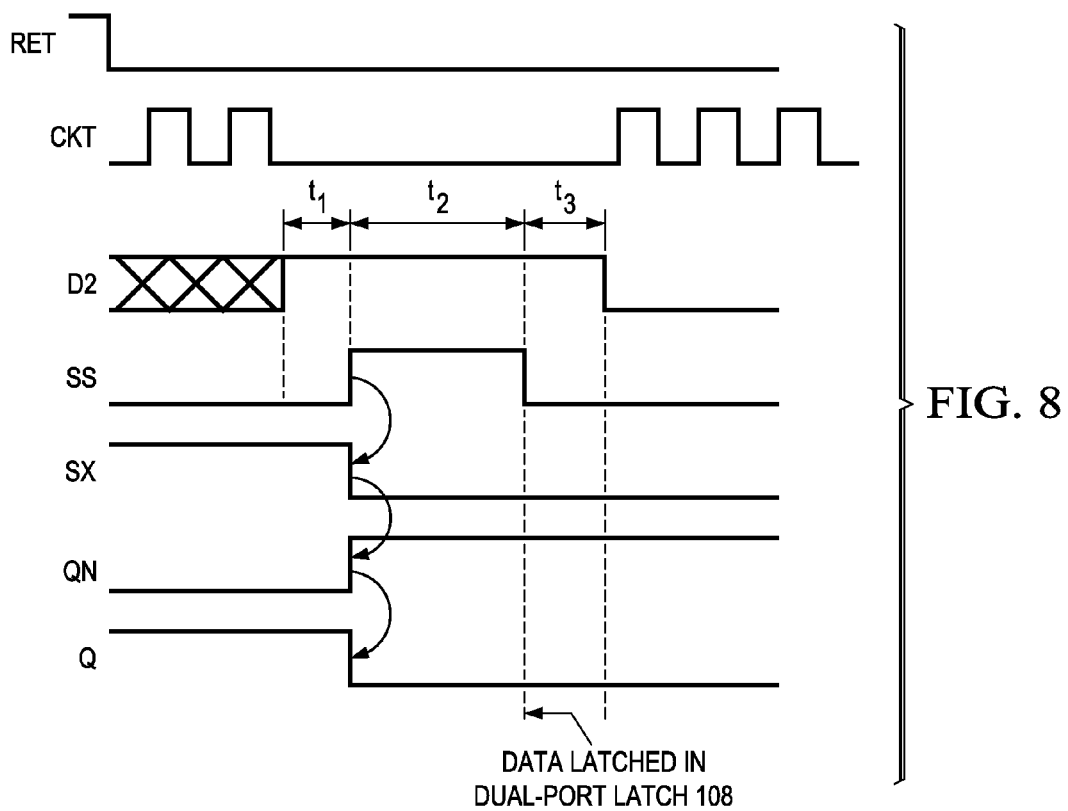 RET
CKT
t1 t2 t3
D2
SS
FIG. 8
SX
QN
Q
DATA LATCHED IN
DUAL-PORT LATCH 108